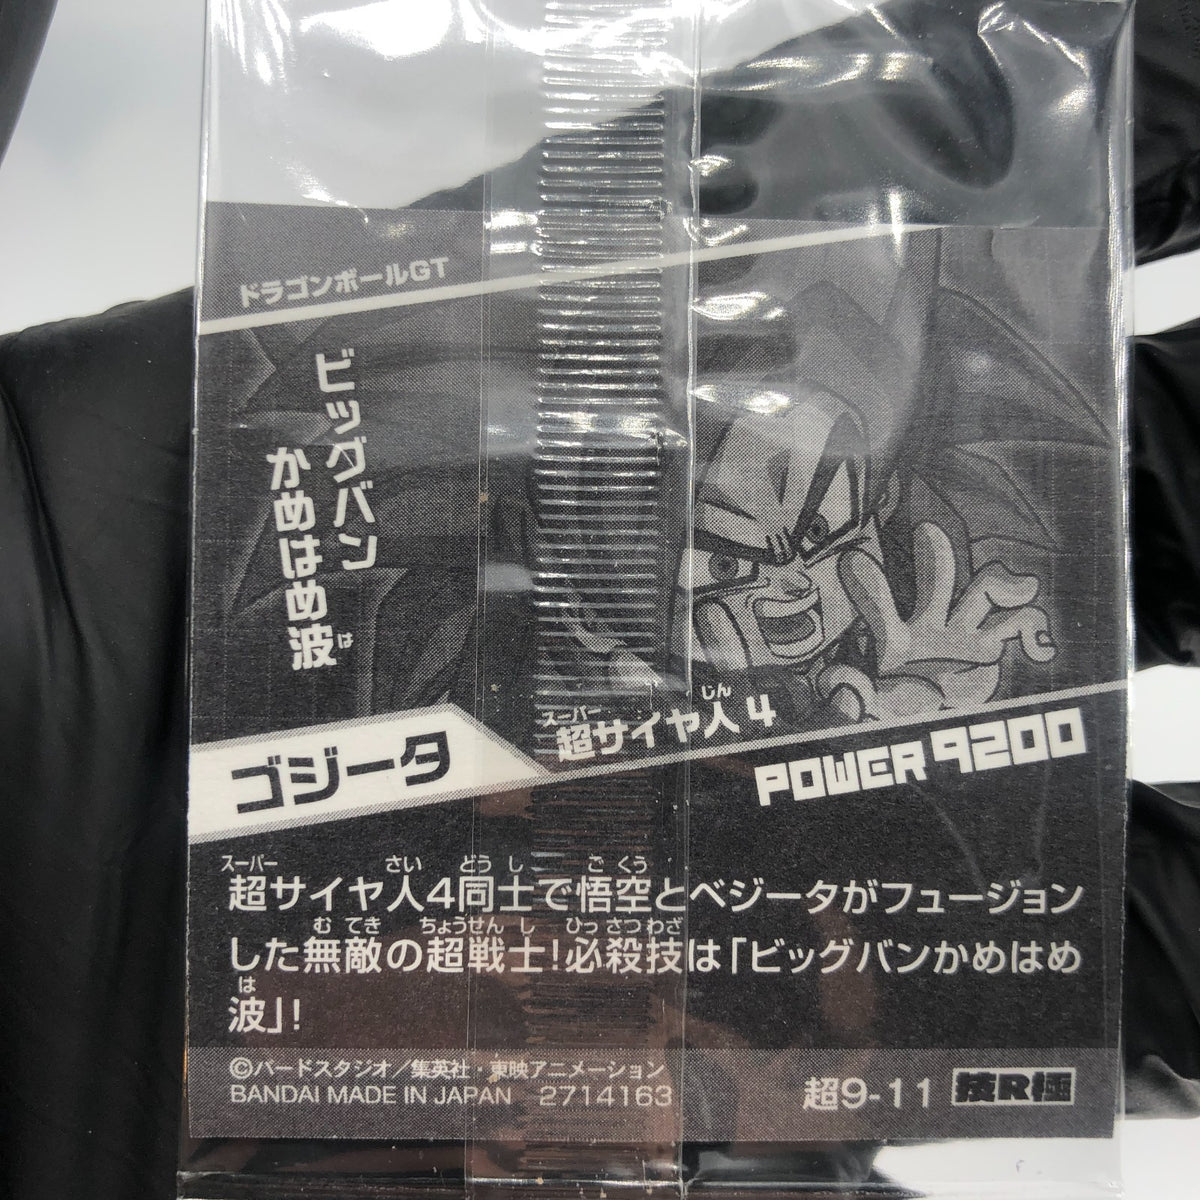 ドラゴンボールGT
ビッグバン
かめはめ波
は
スーパー じん
超サイヤ人4
ゴジータ
POWER 9200
スーパー さい どう し ご くう
超サイヤ人4同士で悟空とベジータがフュージョン
む てき ちょうせん し ひっ さつ わざ
した無敵の超戦士!必殺技は「ビッグバンかめはめ
は
波」!
©バードスタジオ／集英社・東映アニメーション
BANDAI MADE IN JAPAN 2714163
超9-11 技R極